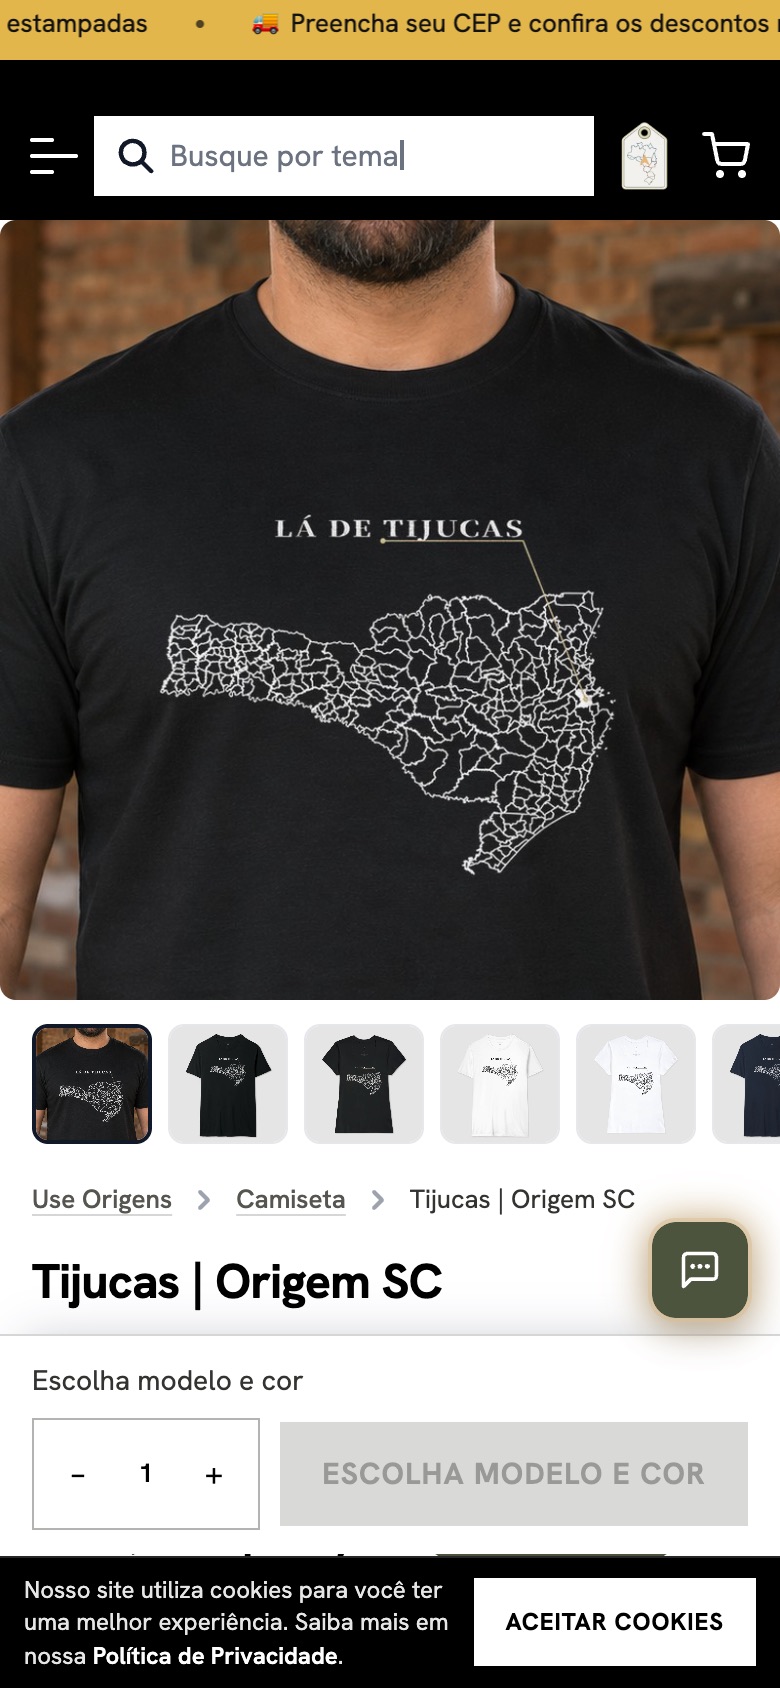 estampadas • 🚚 Preencha seu CEP e confira os descontos
Busque por tema
LÁ DE TIJUCAS
Use Origens > Camiseta > Tijucas | Origem SC
Tijucas | Origem SC
Escolha modelo e cor
- 1 +
ESCOLHA MODELO E COR
Nosso site utiliza cookies para você ter
uma melhor experiência. Saiba mais em
nossa Política de Privacidade.
ACEITAR COOKIES